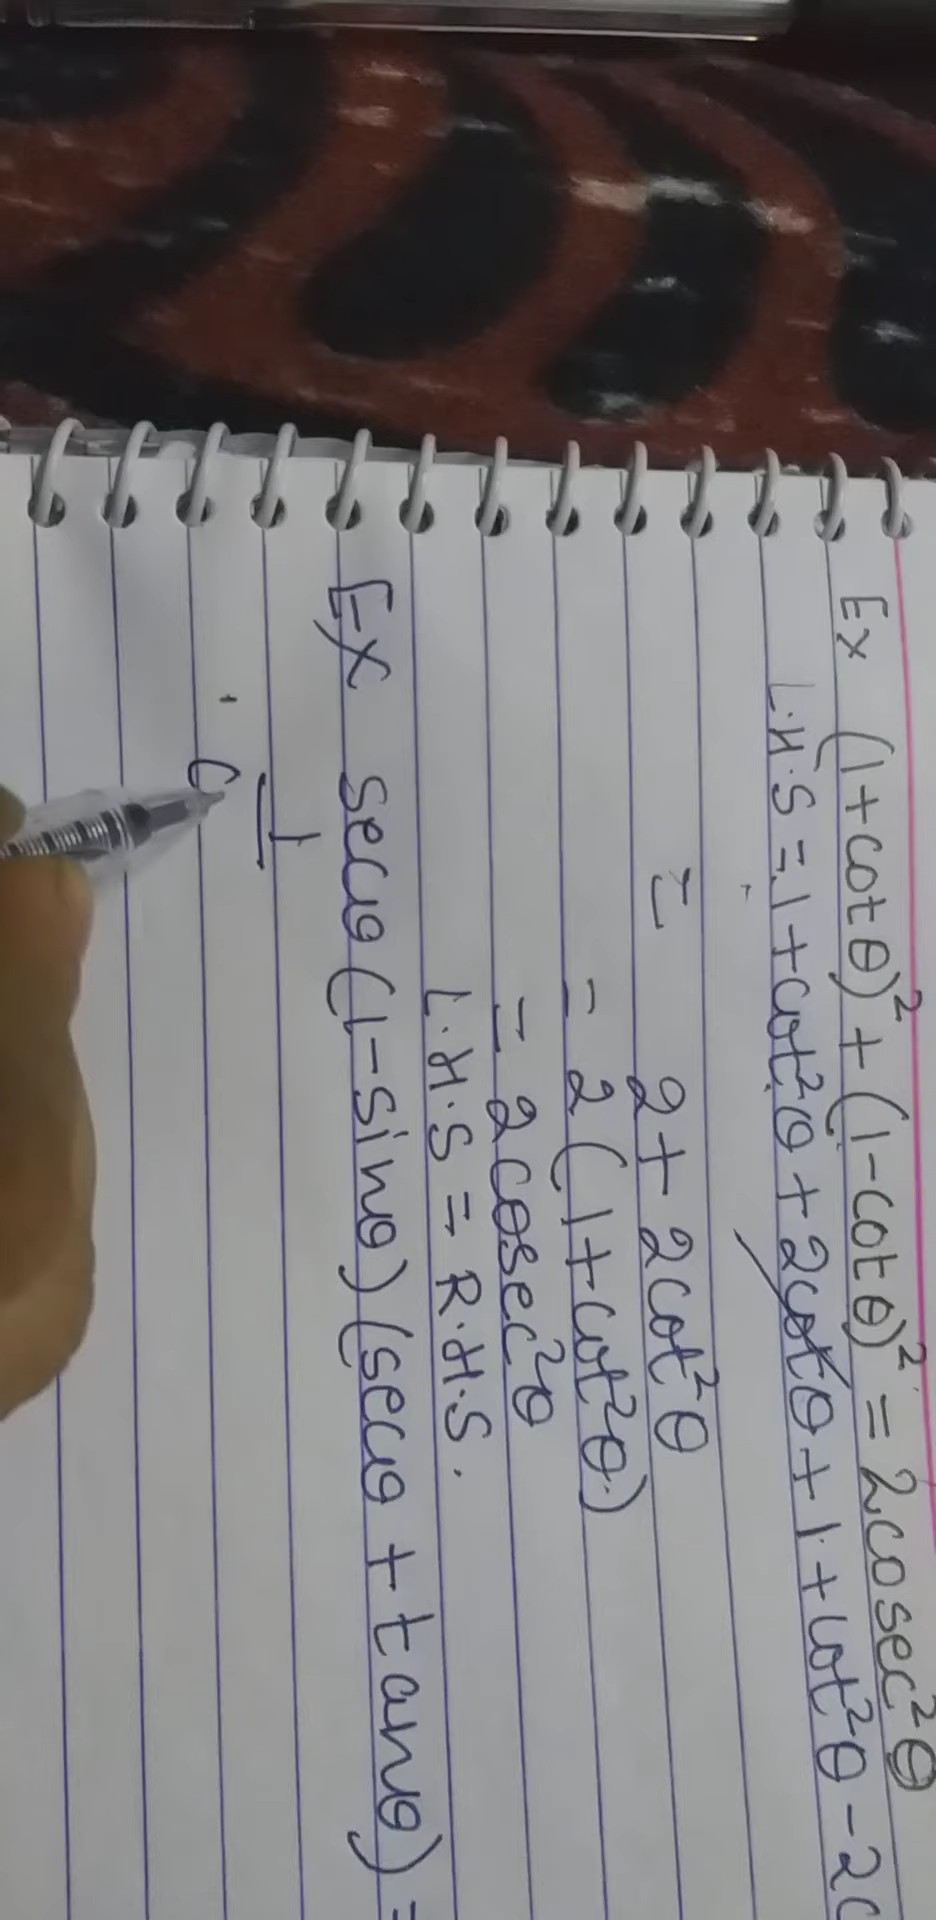 Ex (1+cotθ)² + (1-cotθ)² = 2cosec²θ
L.H.S = 1+cot²θ + 2cotθ + 1 + cot²θ - 2c
= 2 + 2cot²θ
= 2(1+cot²θ)
= 2cosec²θ
L.H.S = R.H.S.
Ex secθ(1-sinθ)(secθ + tanθ) =
1
c